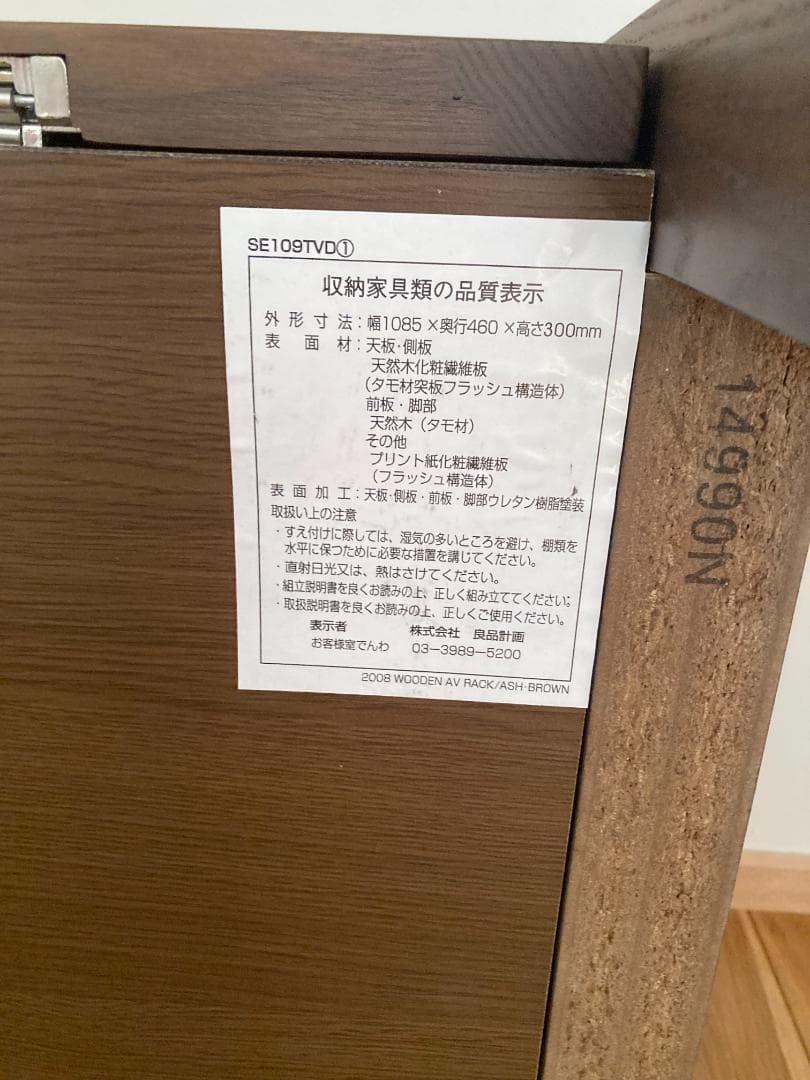 SE109TVD①
収納家具類の品質表示
外形寸法：幅1085×奥行460×高さ300mm
表面材：天板・側板
天然木化粧繊維板
（タモ材突板フラッシュ構造体）
前板・脚部
天然木（タモ材）
その他
プリント紙化粧繊維板
（フラッシュ構造体）
表面加工：天板・側板・前板・脚部ウレタン樹脂塗装
取扱い上の注意
・すえ付けに際しては、湿気の多いところを避け、棚類を
水平に保つために必要な措置を講じてください。
・直射日光又は、熱はさけてください。
・組立説明書を良くお読みの上、正しく組み立ててください。
・取扱説明書を良くお読みの上、正しくご使用ください。
表示者 株式会社 良品計画
お客様室でんわ 03-3989-5200
2008 WOODEN AV RACK/ASH・BROWN
14990N